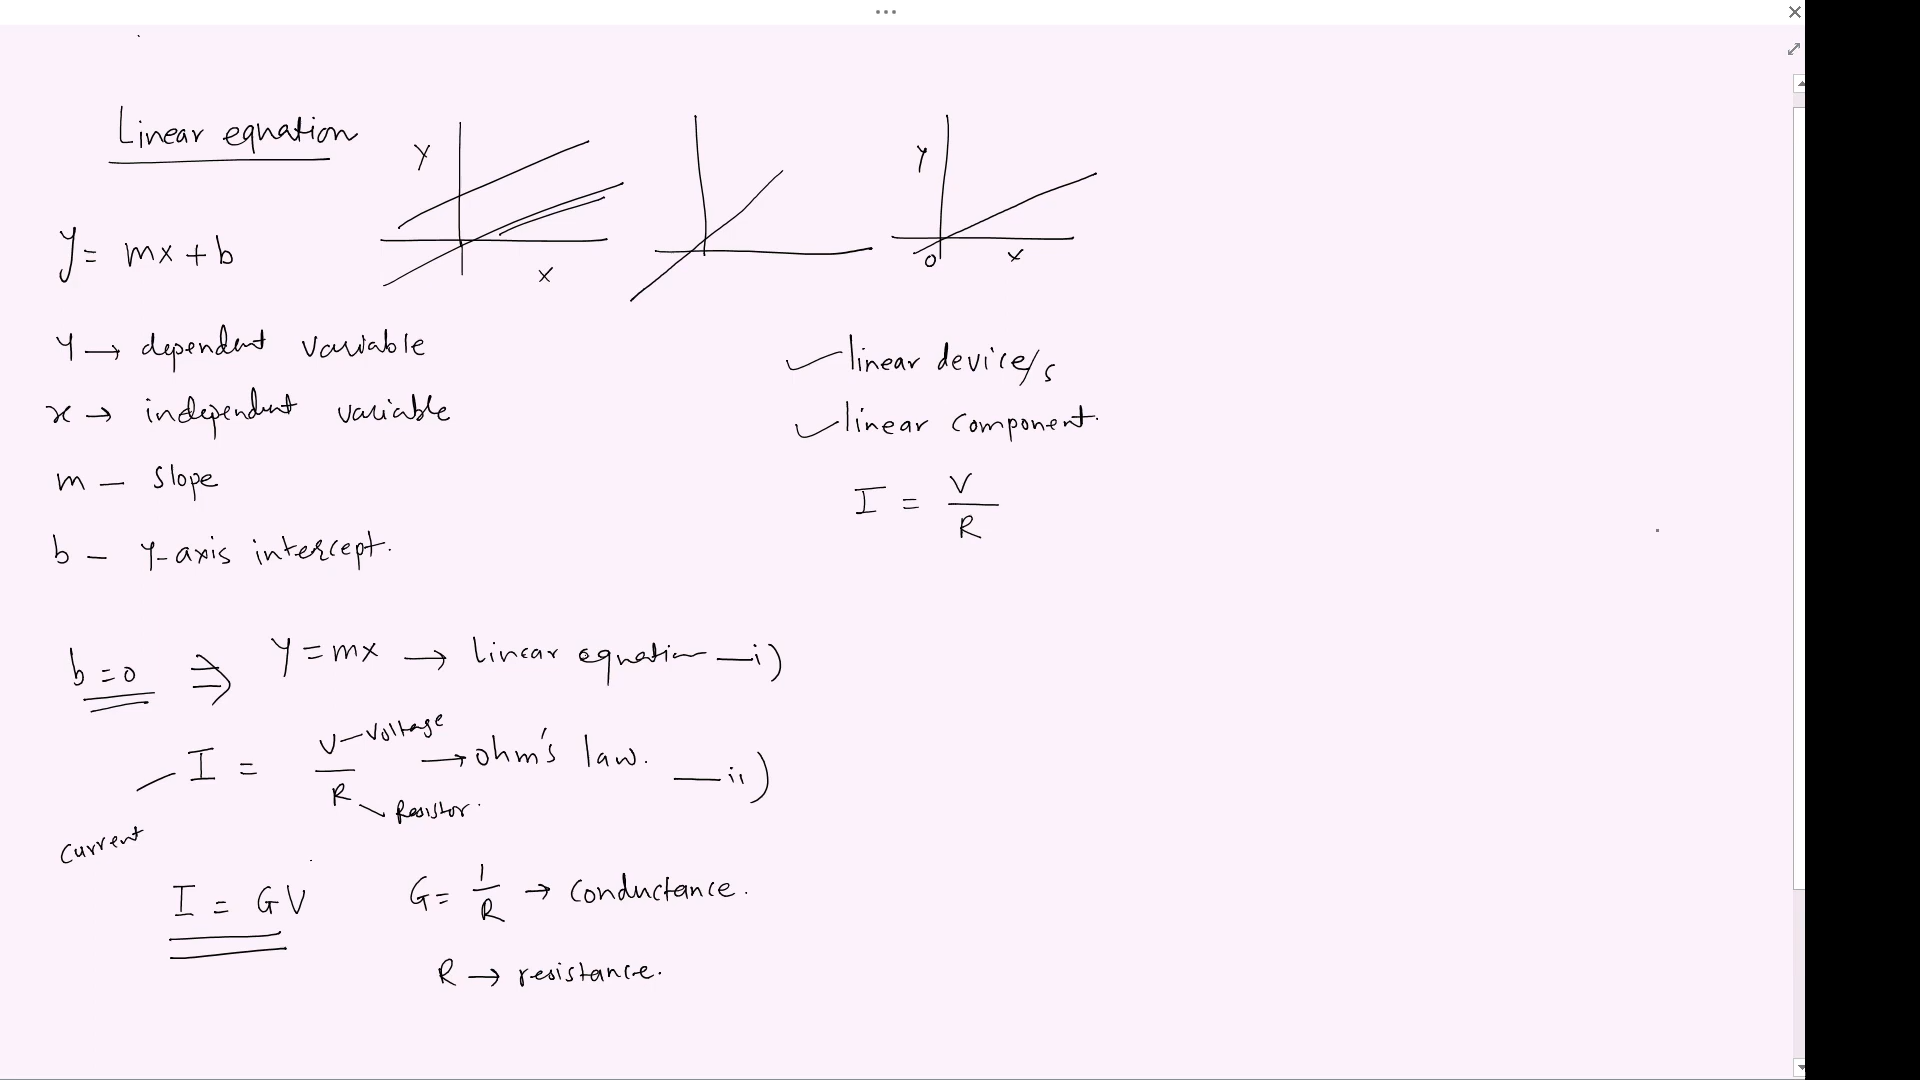 Linear equation
Y
X
Y
0
x
y = mx + b
Y → dependent variable
x → independent variable
m — slope
b — Y-axis intercept.
✓ linear device/s
✓ linear component.
I = V/R
b = 0 ⇒ Y = mx → linear equation — i)
I = V/R → ohm's law. — ii)
Voltage
Resistor.
Current
I = GV
G = 1/R → conductance.
R → resistance.